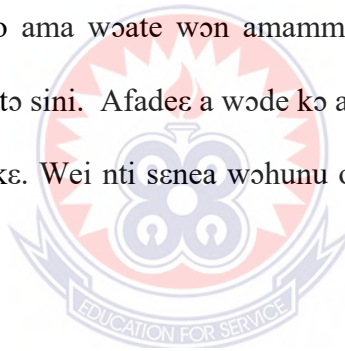 o ama wɔate wɔn amamm
tɔ sini. Afadeɛ a wɔde kɔ a
kɛ. Wei nti sɛnea wɔhunu o
EDUCATION FOR SERVICE